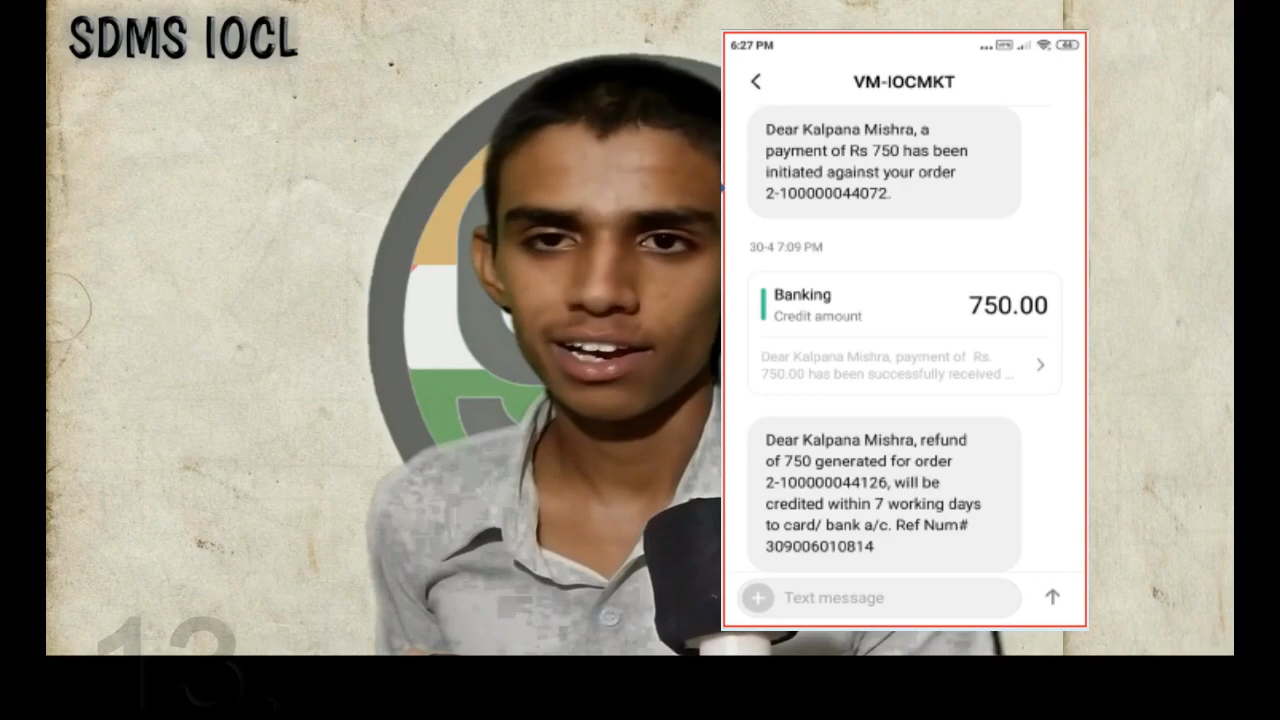 SDMS IOCL
6:27 PM
VM-IOCMKT
Dear Kalpana Mishra, a
payment of Rs 750 has been
initiated against your order
2-100000044072.
30-4 7:09 PM
Banking
750.00
Credit amount
Dear Kalpana Mishra, payment of Rs.
750.00 has been successfully received ...
Dear Kalpana Mishra, refund
of 750 generated for order
2-100000044126, will be
credited within 7 working days
to card/ bank a/c. Ref Num#
309006010814
Text message
13.